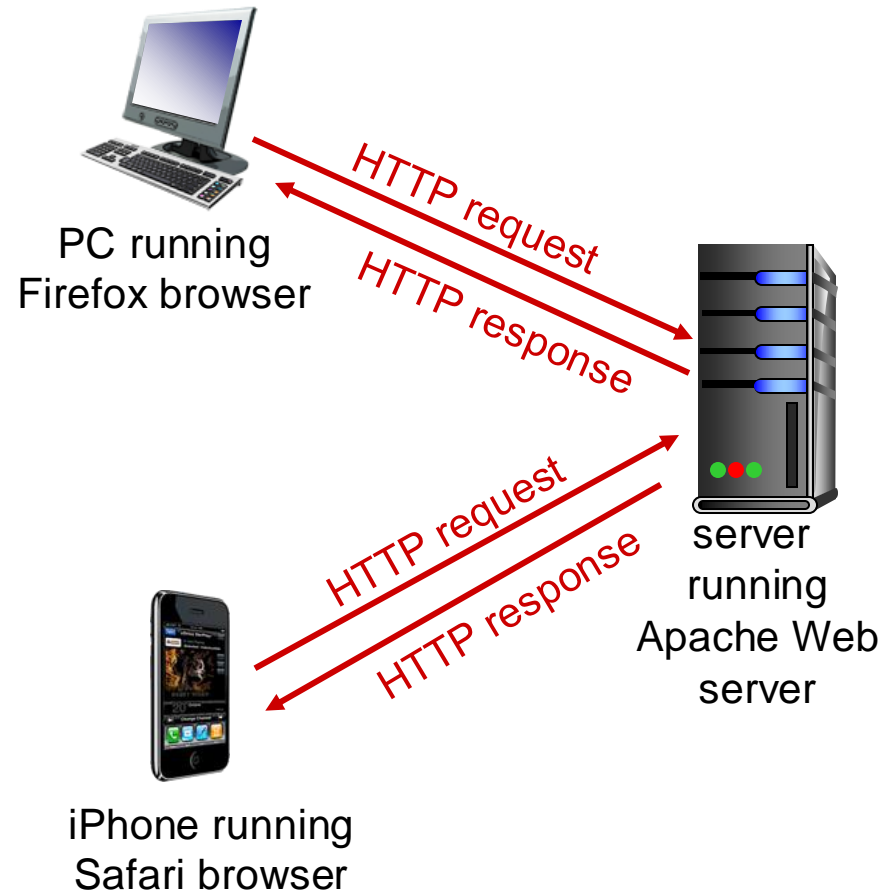 HTTP request
HTTP response
PC running
Firefox browser
HTTP request
HTTP response
server
running
Apache Web
server
iPhone running
Safari browser